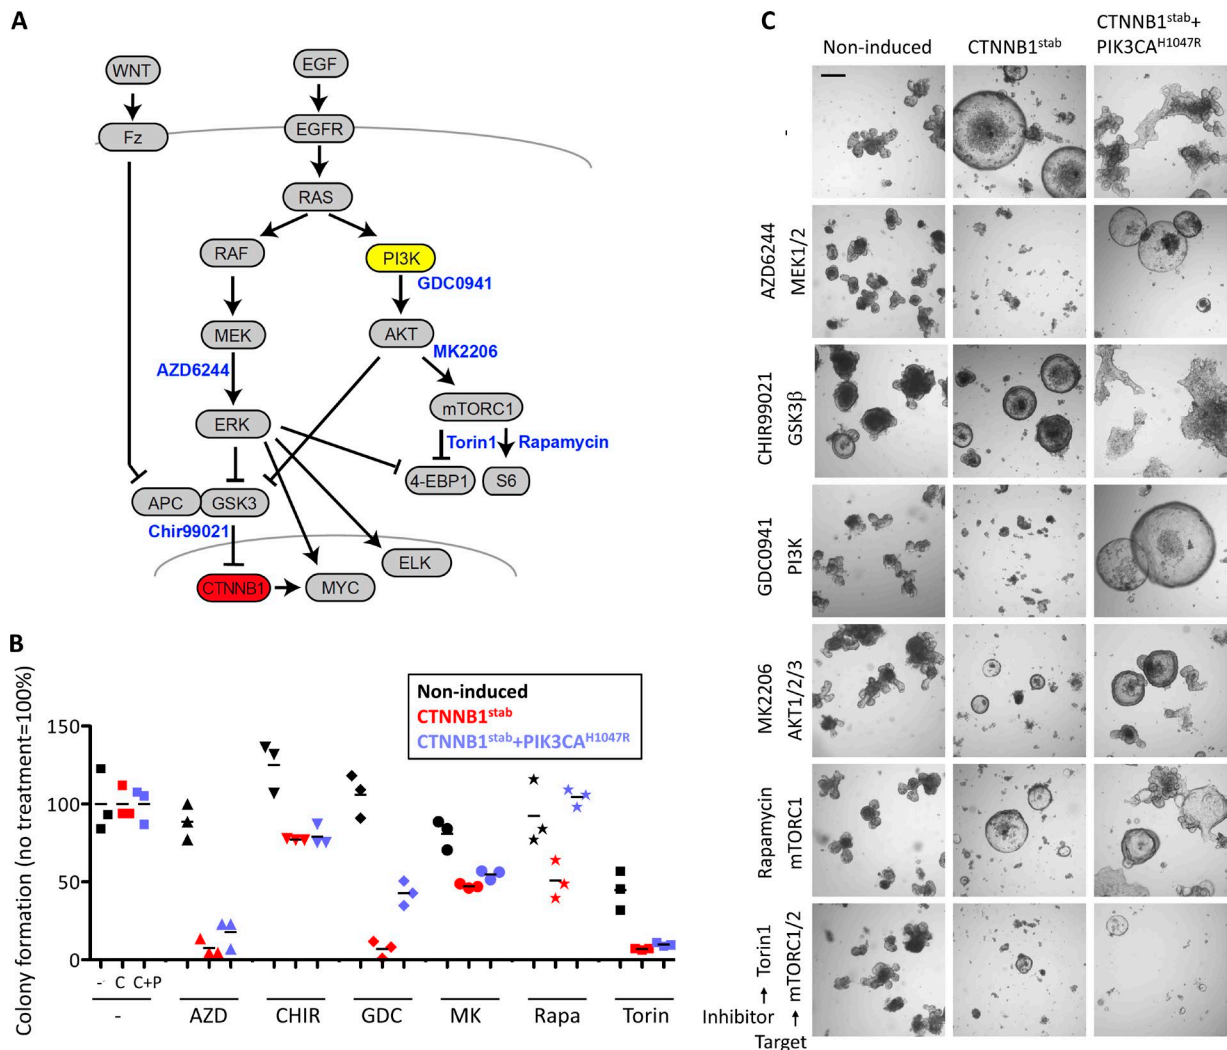 A
WNT
EGF
Fz
EGFR
RAS
RAF
PI3K
GDC0941
MEK
AKT
AZD6244
MK2206
ERK
mTORC1
Torin1
Rapamycin
4-EBP1
S6
APC
GSK3
Chir99021
ELK
CTNNB1
MYC
B
Colony formation (no treatment=100%)
Non-induced
CTNNB1stab
CTNNB1stab+PIK3CAH1047R
150
100
50
0
- C C+P
- AZD CHIR GDC MK Rapa Torin
C
Non-induced
CTNNB1stab
CTNNB1stab+
PIK3CAH1047R
-
AZD6244
MEK1/2
CHIR99021
GSK3β
GDC0941
PI3K
MK2206
AKT1/2/3
Rapamycin
mTORC1
Torin1
mTORC1/2
Inhibitor
Target